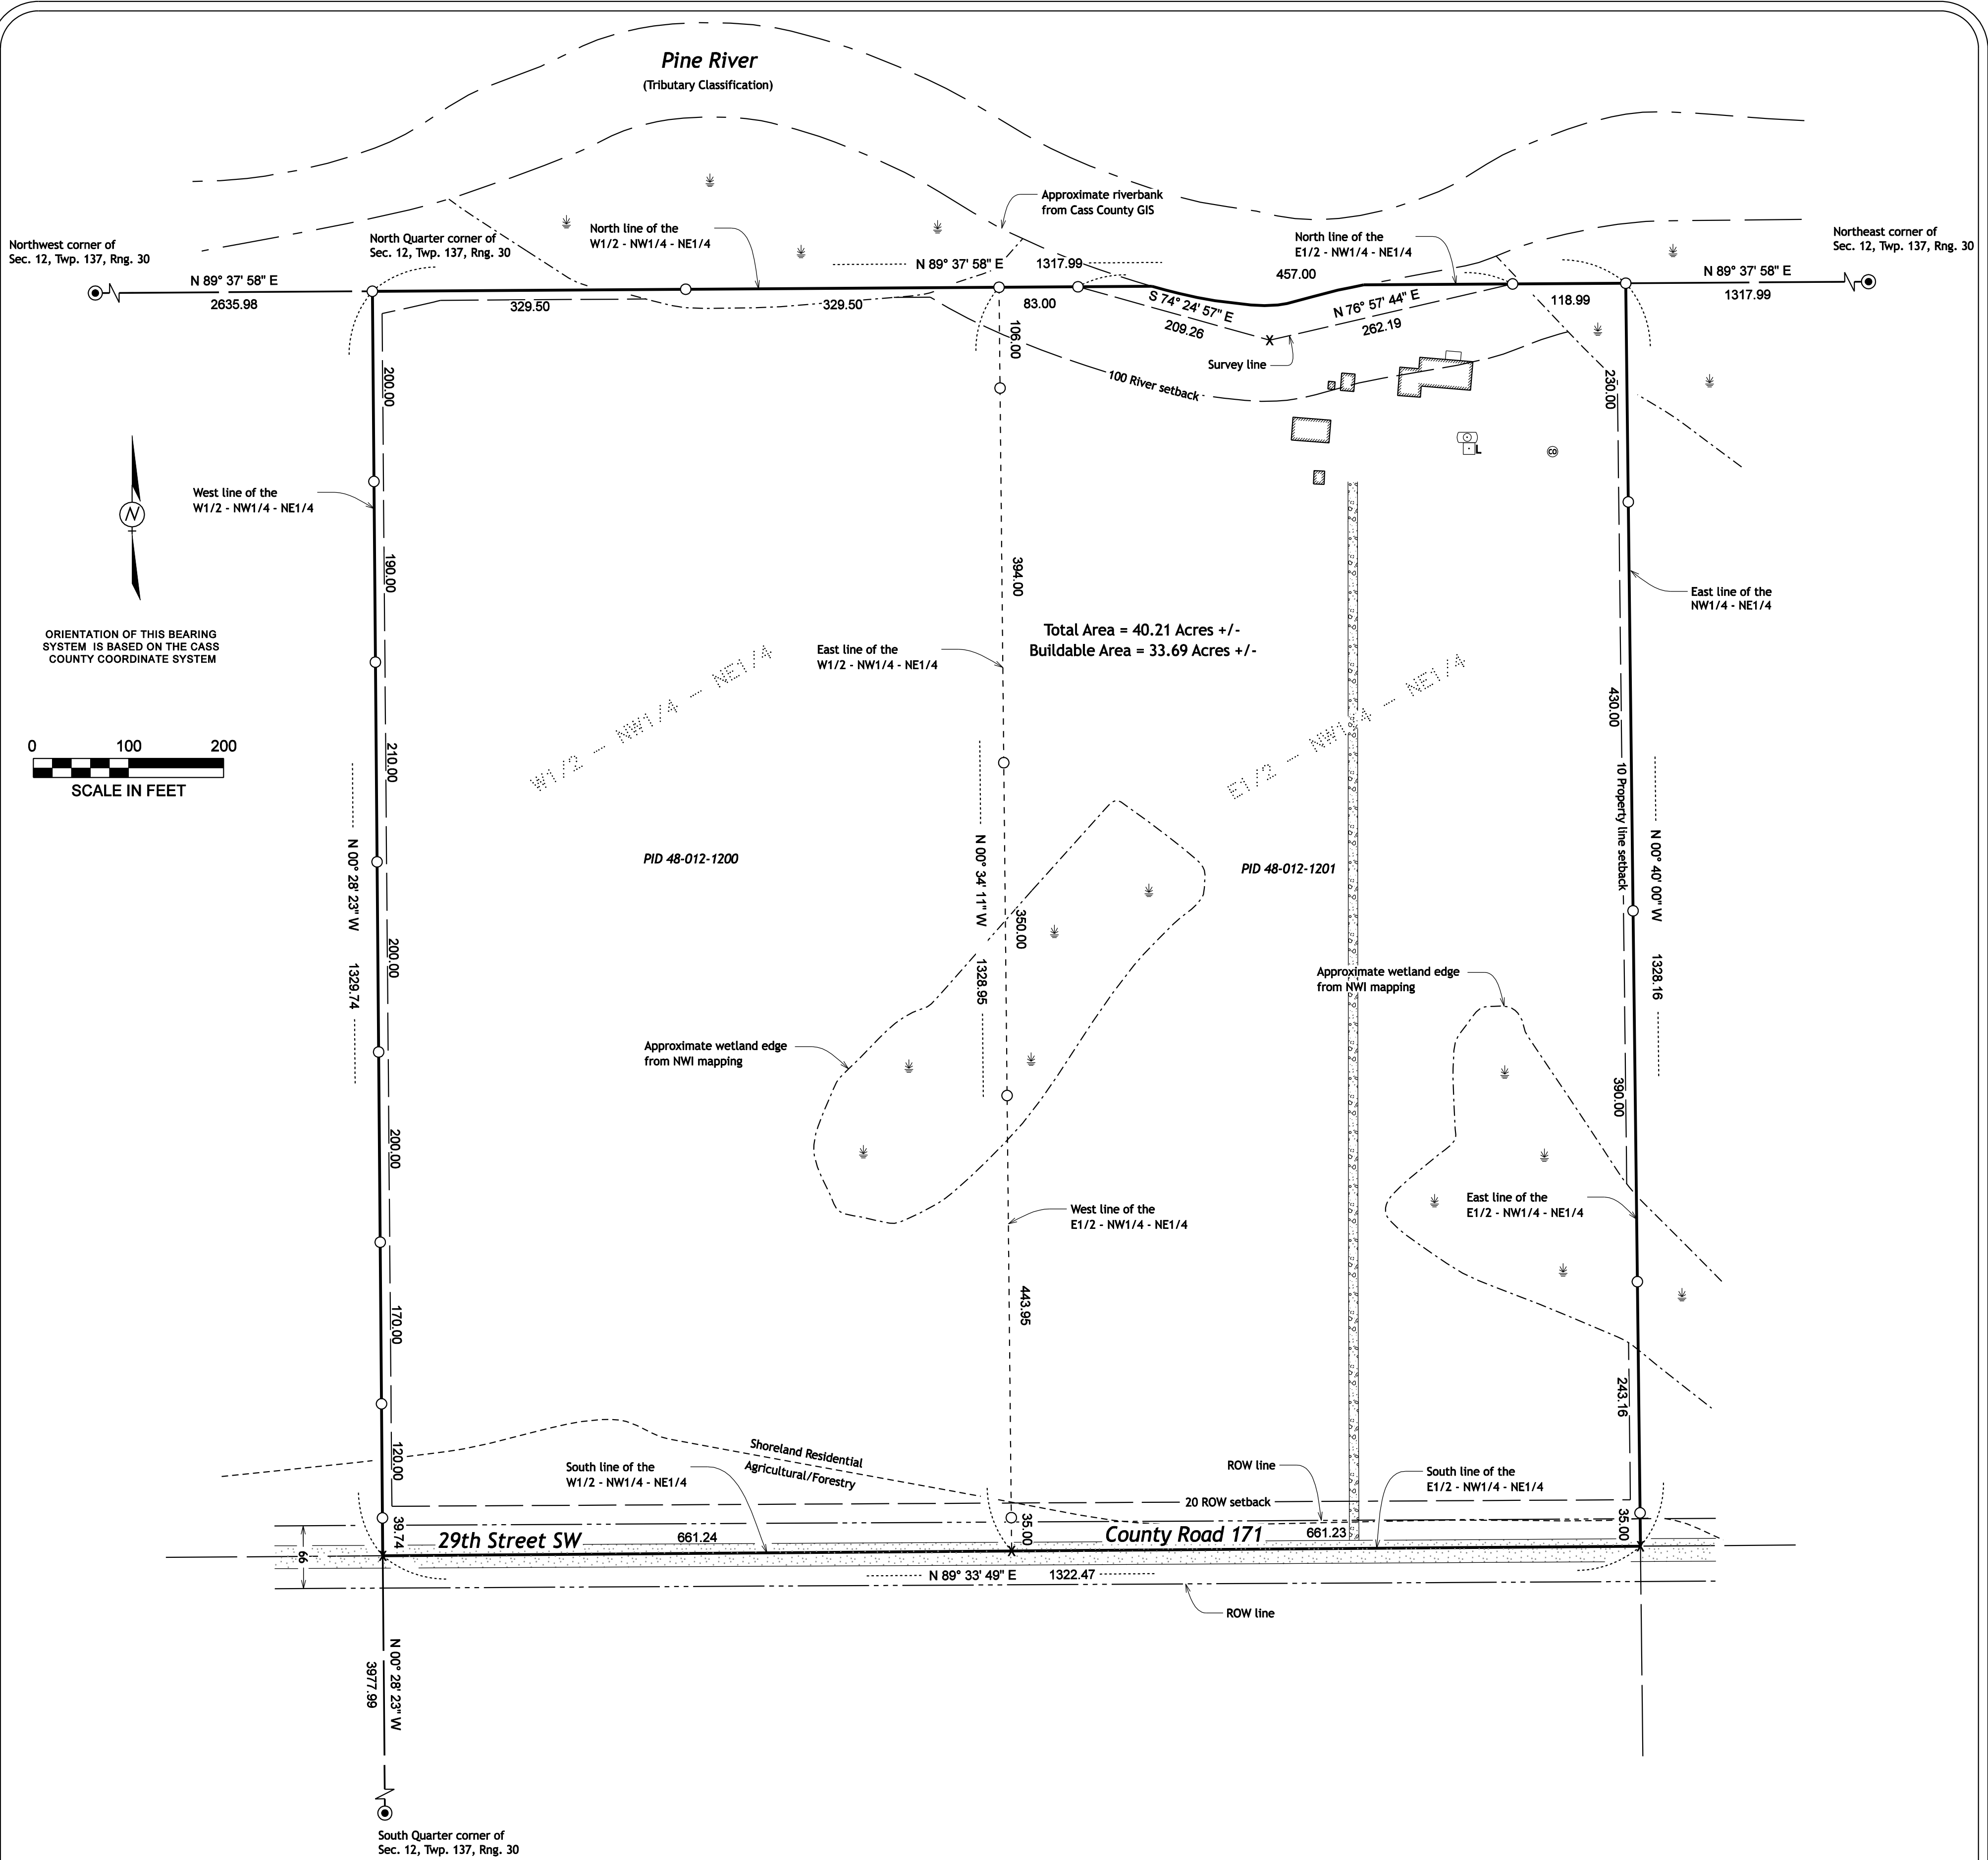 Pine River
(Tributary Classification)
Approximate riverbank
from Cass County GIS
Northwest corner of
Sec. 12, Twp. 137, Rng. 30
North Quarter corner of
Sec. 12, Twp. 137, Rng. 30
North line of the
W1/2 - NW1/4 - NE1/4
North line of the
E1/2 - NW1/4 - NE1/4
Northeast corner of
Sec. 12, Twp. 137, Rng. 30
N 89° 37' 58" E
2635.98
N 89° 37' 58" E 1317.99
457.00
N 89° 37' 58" E
1317.99
329.50
329.50
83.00
S 74° 24' 57" E
209.26
N 76° 57' 44" E
262.19
118.99
Survey line
106.00
100 River setback
200.00
230.00
L
CO
West line of the
W1/2 - NW1/4 - NE1/4
N
190.00
394.00
East line of the
NW1/4 - NE1/4
ORIENTATION OF THIS BEARING
SYSTEM IS BASED ON THE CASS
COUNTY COORDINATE SYSTEM
Total Area = 40.21 Acres +/-
Buildable Area = 33.69 Acres +/-
East line of the
W1/2 - NW1/4 - NE1/4
W1/2 - NW1/4 - NE1/4
E1/2 - NW1/4 - NE1/4
430.00
210.00
0 100 200
SCALE IN FEET
10 Property line setback
N 00° 28' 23" W 1329.74
N 00° 34' 11" W 1328.95
N 00° 40' 00" W 1328.16
PID 48-012-1200
PID 48-012-1201
350.00
200.00
Approximate wetland edge
from NWI mapping
Approximate wetland edge
from NWI mapping
390.00
200.00
West line of the
E1/2 - NW1/4 - NE1/4
East line of the
E1/2 - NW1/4 - NE1/4
443.95
170.00
243.16
120.00
Shoreland Residential
Agricultural/Forestry
South line of the
W1/2 - NW1/4 - NE1/4
ROW line
South line of the
E1/2 - NW1/4 - NE1/4
20 ROW setback
39.74
35.00
35.00
29th Street SW
661.24
County Road 171
661.23
66
N 89° 33' 49" E 1322.47
ROW line
N 00° 28' 23" W
3977.99
South Quarter corner of
Sec. 12, Twp. 137, Rng. 30